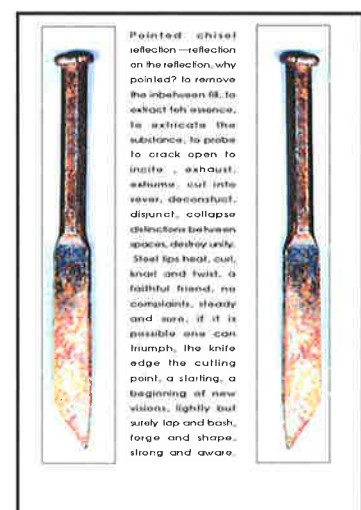 Pointed chisel
reflection —reflection
on the reflection, why
pointed? to remove
the inbetween fill, to
extract teh essence,
to extricate the
substance, to probe
to crack open to
incite , exhaust,
exhume, cut into
sever, deconstuct,
disjunct, collapse
distinctions between
spaces, destroy unity.
Steel tips heat, curl,
knarl and twist, a
faithful friend, no
complaints, steady
and sure, if it is
possible one can
triumph, the knife
edge the cutting
point, a starting, a
beginning of new
visions, lightly but
surely tap and bash,
forge and shape,
strong and aware.